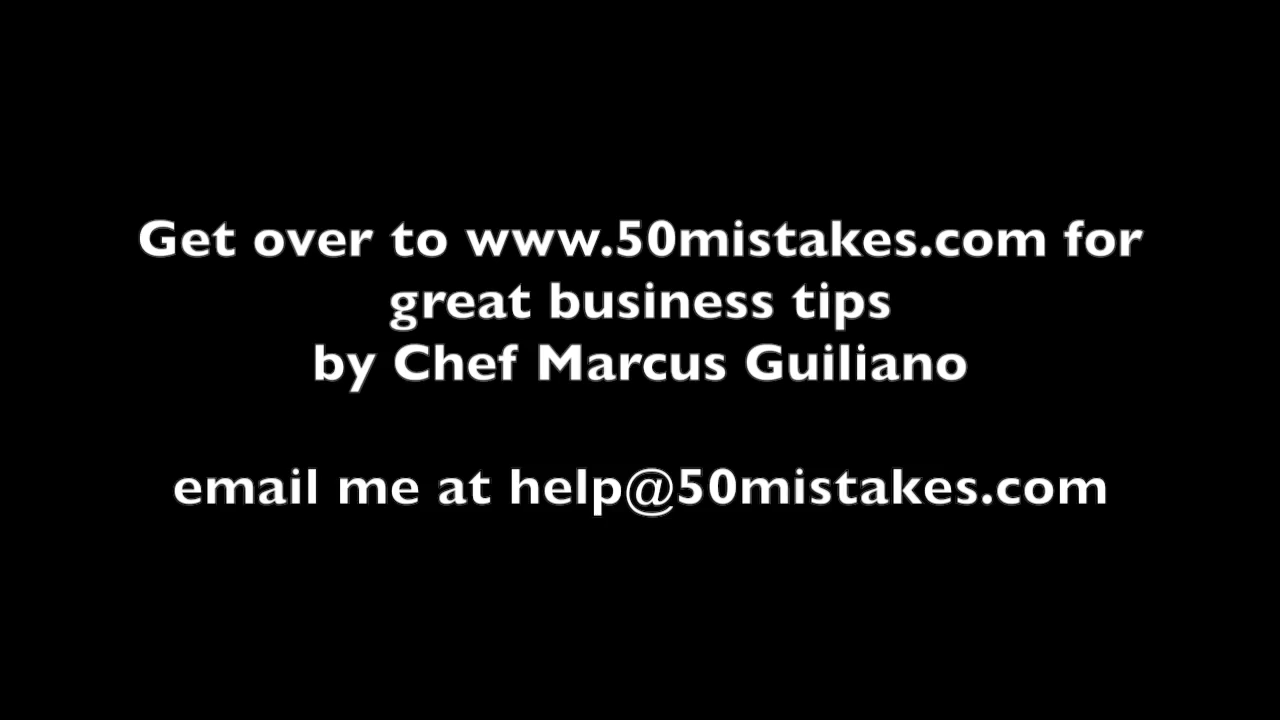 Get over to www.50mistakes.com for
great business tips
by Chef Marcus Guiliano
email me at help@50mistakes.com